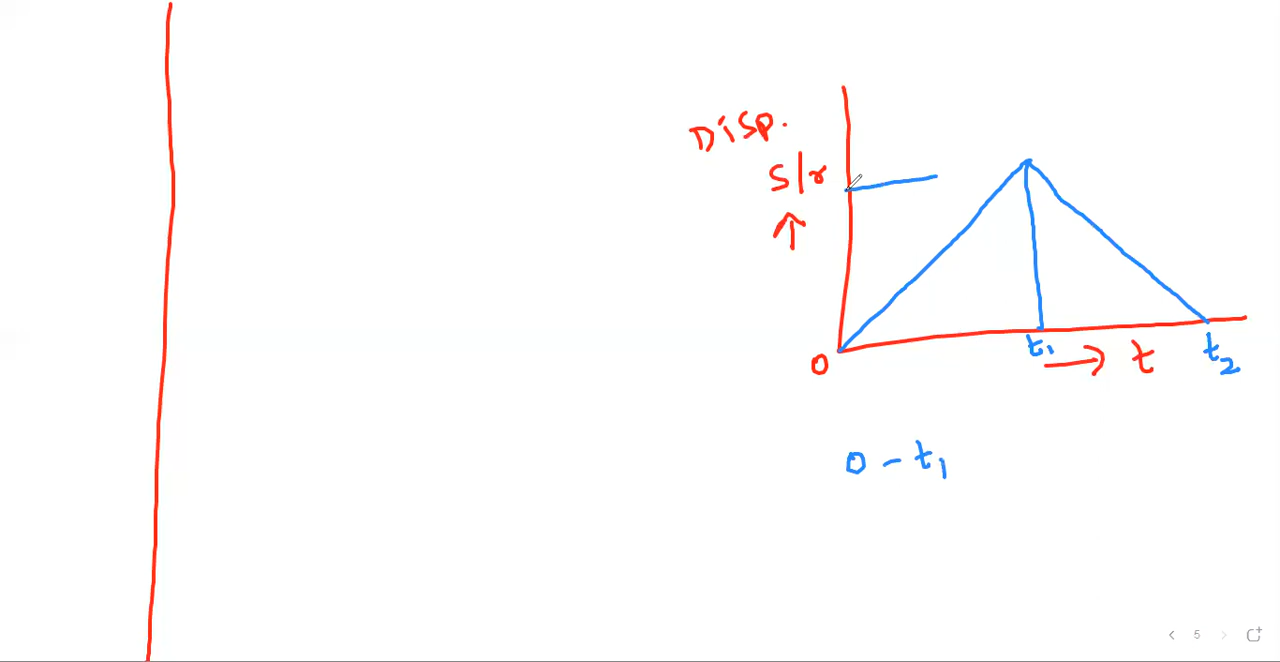 Disp.
s|r
↑
0
t₁
→ t
t₂
0 - t₁
5